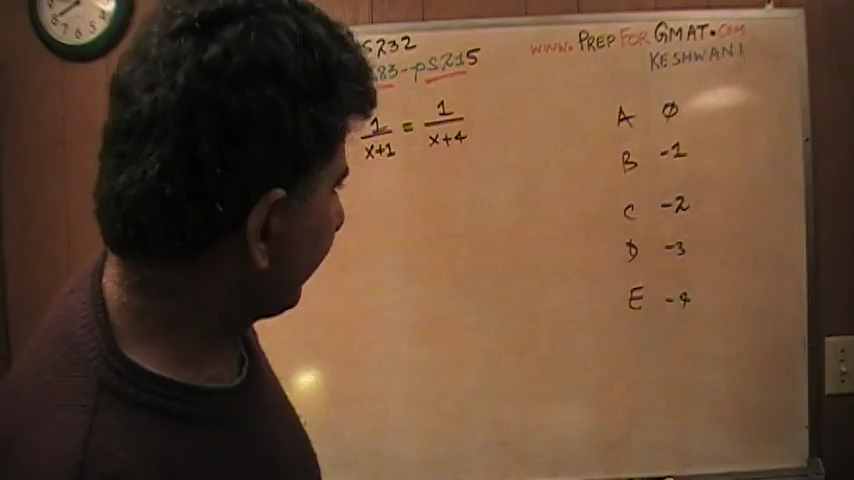 S232
83-PS215
www.PREPFORGMAT.COM
KESHWANI
1/x+1 = 1/x+4
A 0
B -1
C -2
D -3
E -4